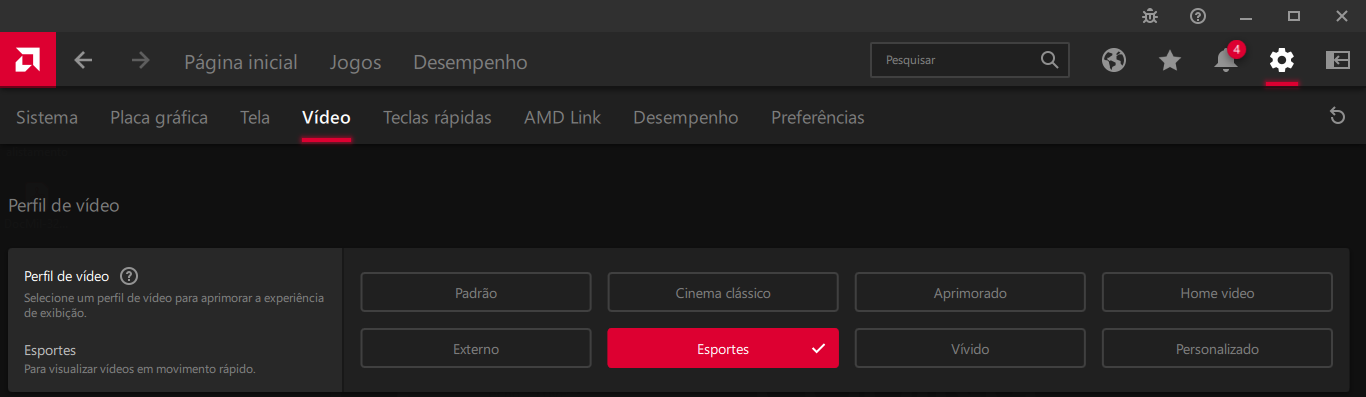 4
Página inicial Jogos Desempenho Pesquisar
Sistema Placa gráfica Tela Vídeo Teclas rápidas AMD Link Desempenho Preferências
Perfil de vídeo
Perfil de vídeo ?
Selecione um perfil de vídeo para aprimorar a experiência
de exibição.
Esportes
Para visualizar vídeos em movimento rápido.
Padrão Cinema clássico Aprimorado Home video
Externo Esportes Vívido Personalizado